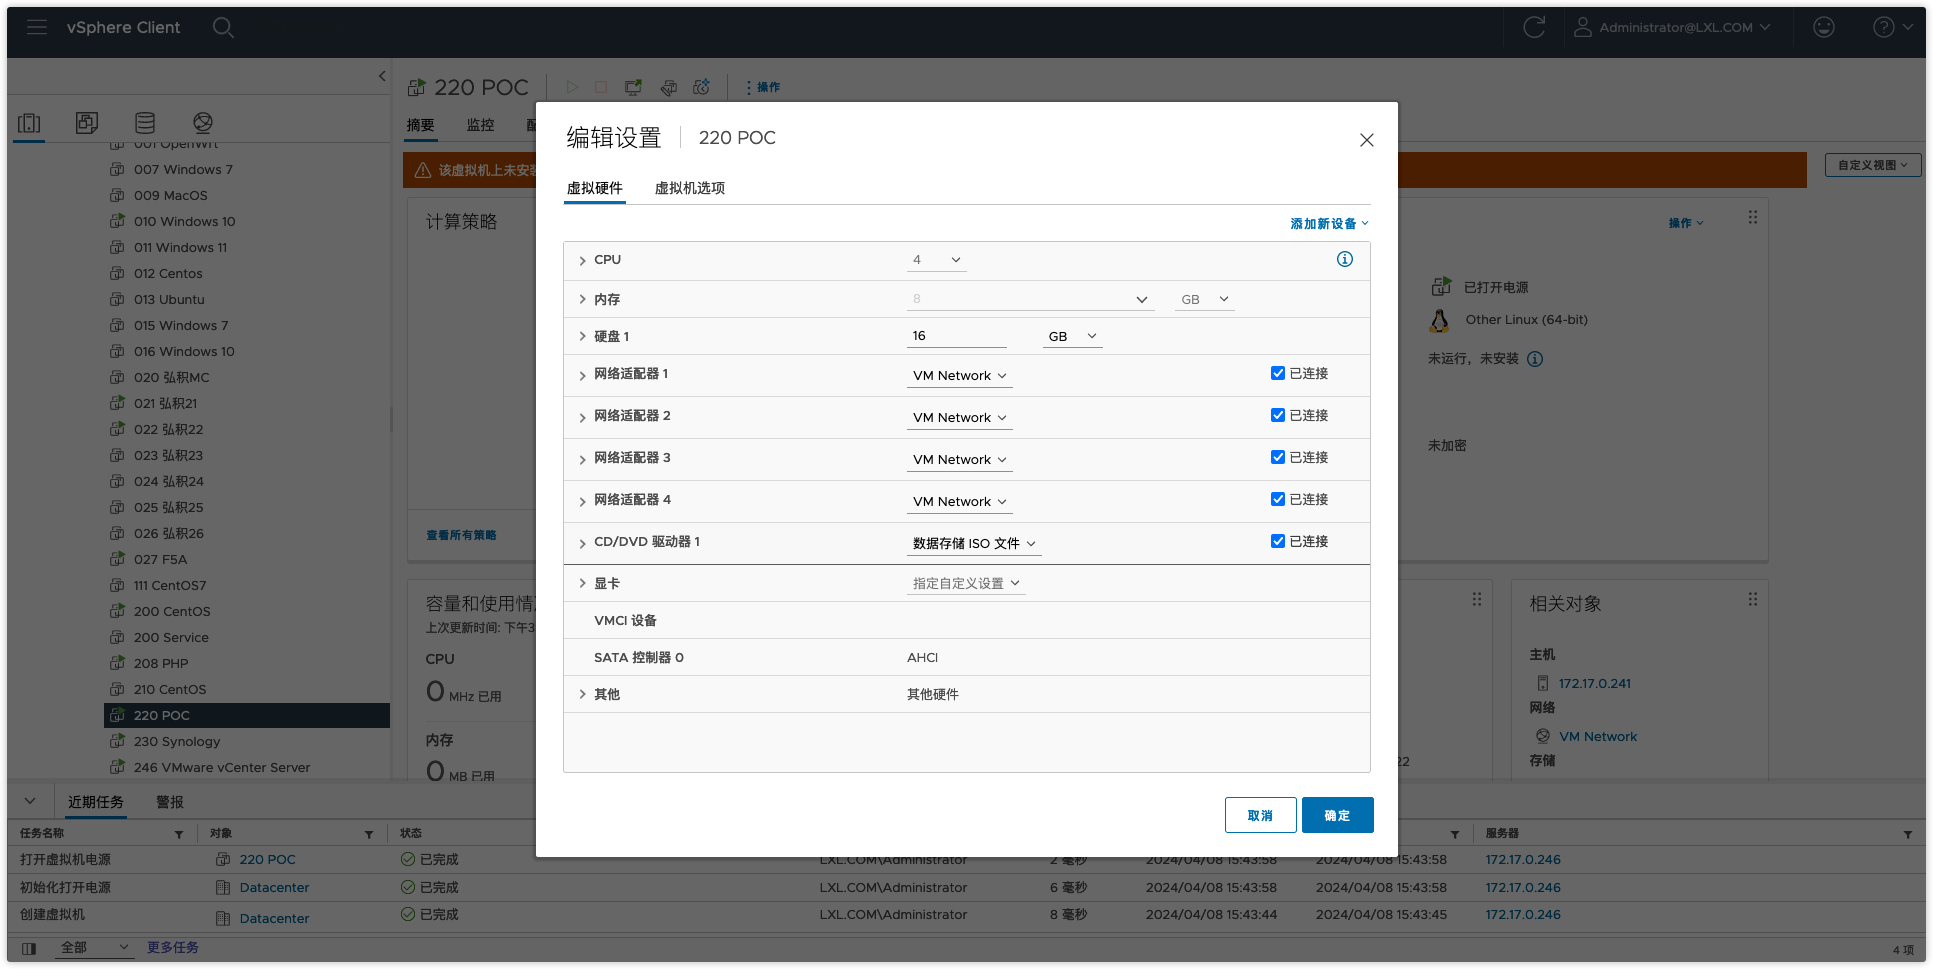 vSphere Client
Administrator@LXL.COM
220 POC
操作
摘要
监控
007 Windows 7
009 MacOS
010 Windows 10
011 Windows 11
012 Centos
013 Ubuntu
015 Windows 7
016 Windows 10
020 弘积MC
021 弘积21
022 弘积22
023 弘积23
024 弘积24
025 弘积25
026 弘积26
027 F5A
111 CentOS7
200 CentOS
200 Service
208 PHP
210 CentOS
220 POC
230 Synology
246 VMware vCenter Server
该虚拟机上未安装
自定义视图
计算策略
查看所有策略
容量和使用情
上次更新时间: 下午3
CPU
0 MHz 已用
内存
0 MB 已用
编辑设置 220 POC
虚拟硬件 虚拟机选项
添加新设备
CPU 4
内存 8 GB
硬盘 1 16 GB
网络适配器 1 VM Network 已连接
网络适配器 2 VM Network 已连接
网络适配器 3 VM Network 已连接
网络适配器 4 VM Network 已连接
CD/DVD 驱动器 1 数据存储 ISO 文件 已连接
显卡 指定自定义设置
VMCI 设备
SATA 控制器 0 AHCI
其他 其他硬件
取消 确定
操作
已打开电源
Other Linux (64-bit)
未运行，未安装
未加密
22
相关对象
主机
172.17.0.241
网络
VM Network
存储
近期任务 警报
任务名称 对象 状态 服务器
打开虚拟机电源 220 POC 已完成 LXL.COM\Administrator 2 毫秒 2024/04/08 15:43:58 2024/04/08 15:43:58 172.17.0.246
初始化打开电源 Datacenter 已完成 LXL.COM\Administrator 6 毫秒 2024/04/08 15:43:58 2024/04/08 15:43:58 172.17.0.246
创建虚拟机 Datacenter 已完成 LXL.COM\Administrator 8 毫秒 2024/04/08 15:43:44 2024/04/08 15:43:45 172.17.0.246
全部 更多任务 4 项